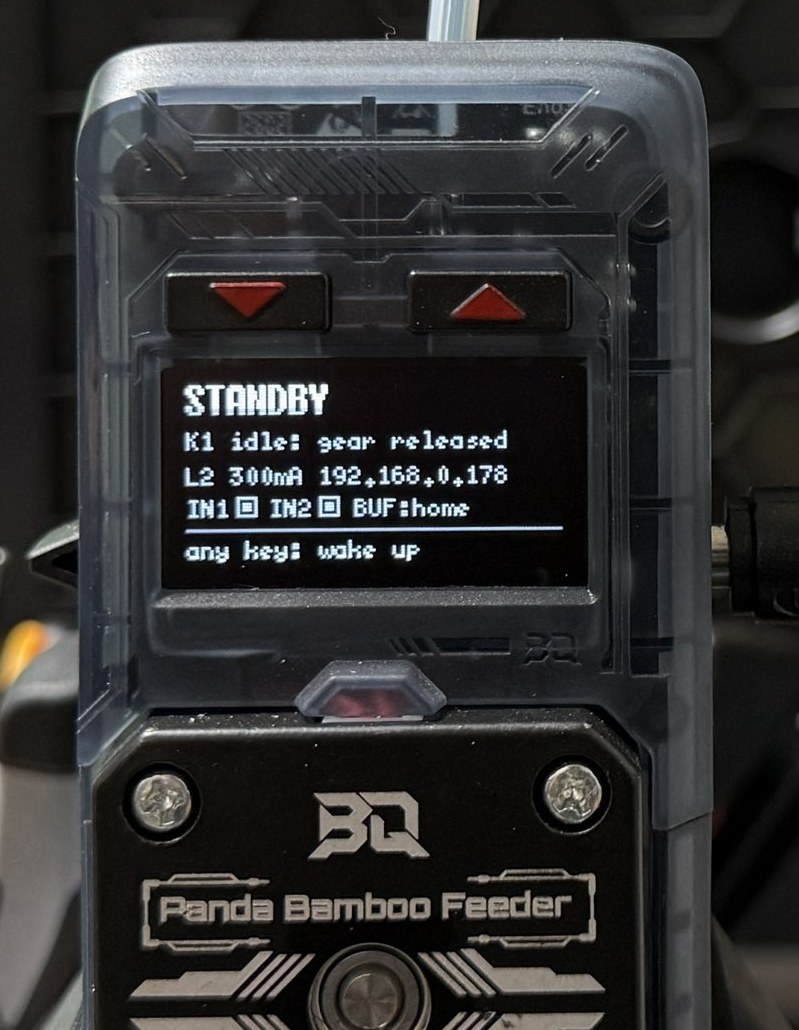 STANDBY
K1 idle: gear released
L2 300mA 192.168.0.178
IN1 IN2 BUF:home
any key: wake up
BQ
BQ
Panda Bamboo Feeder